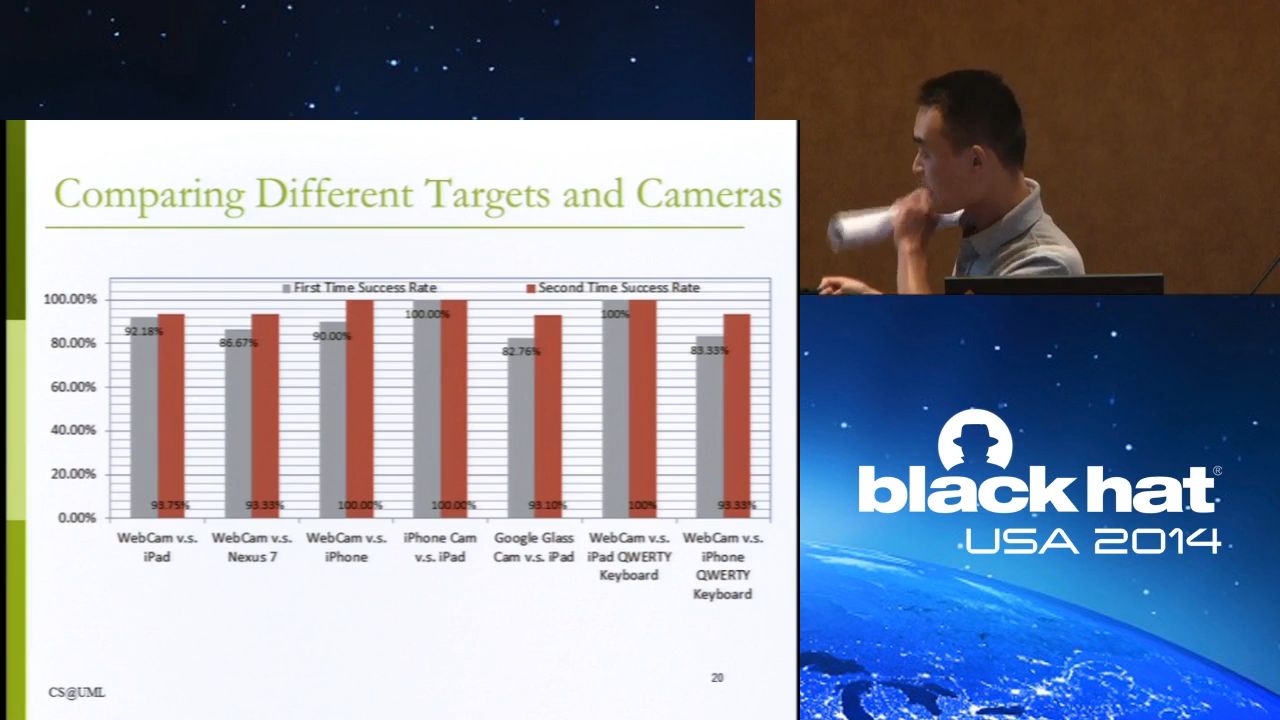 Comparing Different Targets and Cameras
First Time Success Rate
Second Time Success Rate
100.00%
80.00%
60.00%
40.00%
20.00%
0.00%
92.18%
86.67%
90.00%
100.00%
82.76%
100%
83.33%
93.75%
93.33%
100.00%
100.00%
93.10%
100%
93.33%
WebCam v.s.
iPad
WebCam v.s.
Nexus 7
WebCam v.s.
iPhone
iPhone Cam
v.s. iPad
Google Glass
Cam v.s. iPad
WebCam v.s.
iPad QWERTY
Keyboard
WebCam v.s.
iPhone
QWERTY
Keyboard
CS@UML
20
black hat®
USA 2014